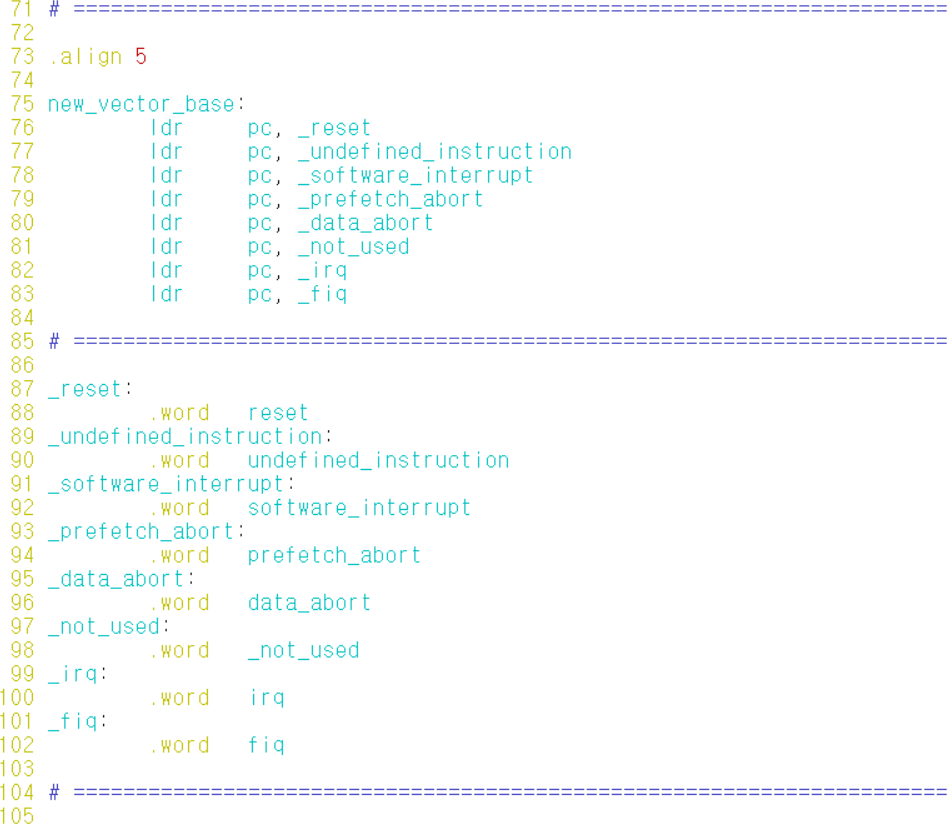 71 # ======================================================================
72
73 .align 5
74
75 new_vector_base:
76         ldr     pc, _reset
77         ldr     pc, _undefined_instruction
78         ldr     pc, _software_interrupt
79         ldr     pc, _prefetch_abort
80         ldr     pc, _data_abort
81         ldr     pc, _not_used
82         ldr     pc, _irq
83         ldr     pc, _fiq
84
85 # ======================================================================
86
87 _reset:
88         .word   reset
89 _undefined_instruction:
90         .word   undefined_instruction
91 _software_interrupt:
92         .word   software_interrupt
93 _prefetch_abort:
94         .word   prefetch_abort
95 _data_abort:
96         .word   data_abort
97 _not_used:
98         .word   _not_used
99 _irq:
100         .word   irq
101 _fiq:
102         .word   fiq
103
104 # ======================================================================
105